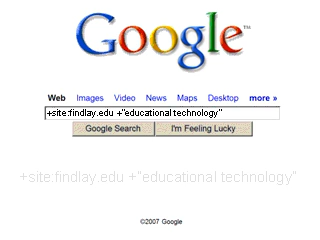 Google™
Web Images Video News Maps Desktop more »
+site:findlay.edu +"educational technology"
Google Search I'm Feeling Lucky
+site:findlay.edu +"educational technology"
©2007 Google